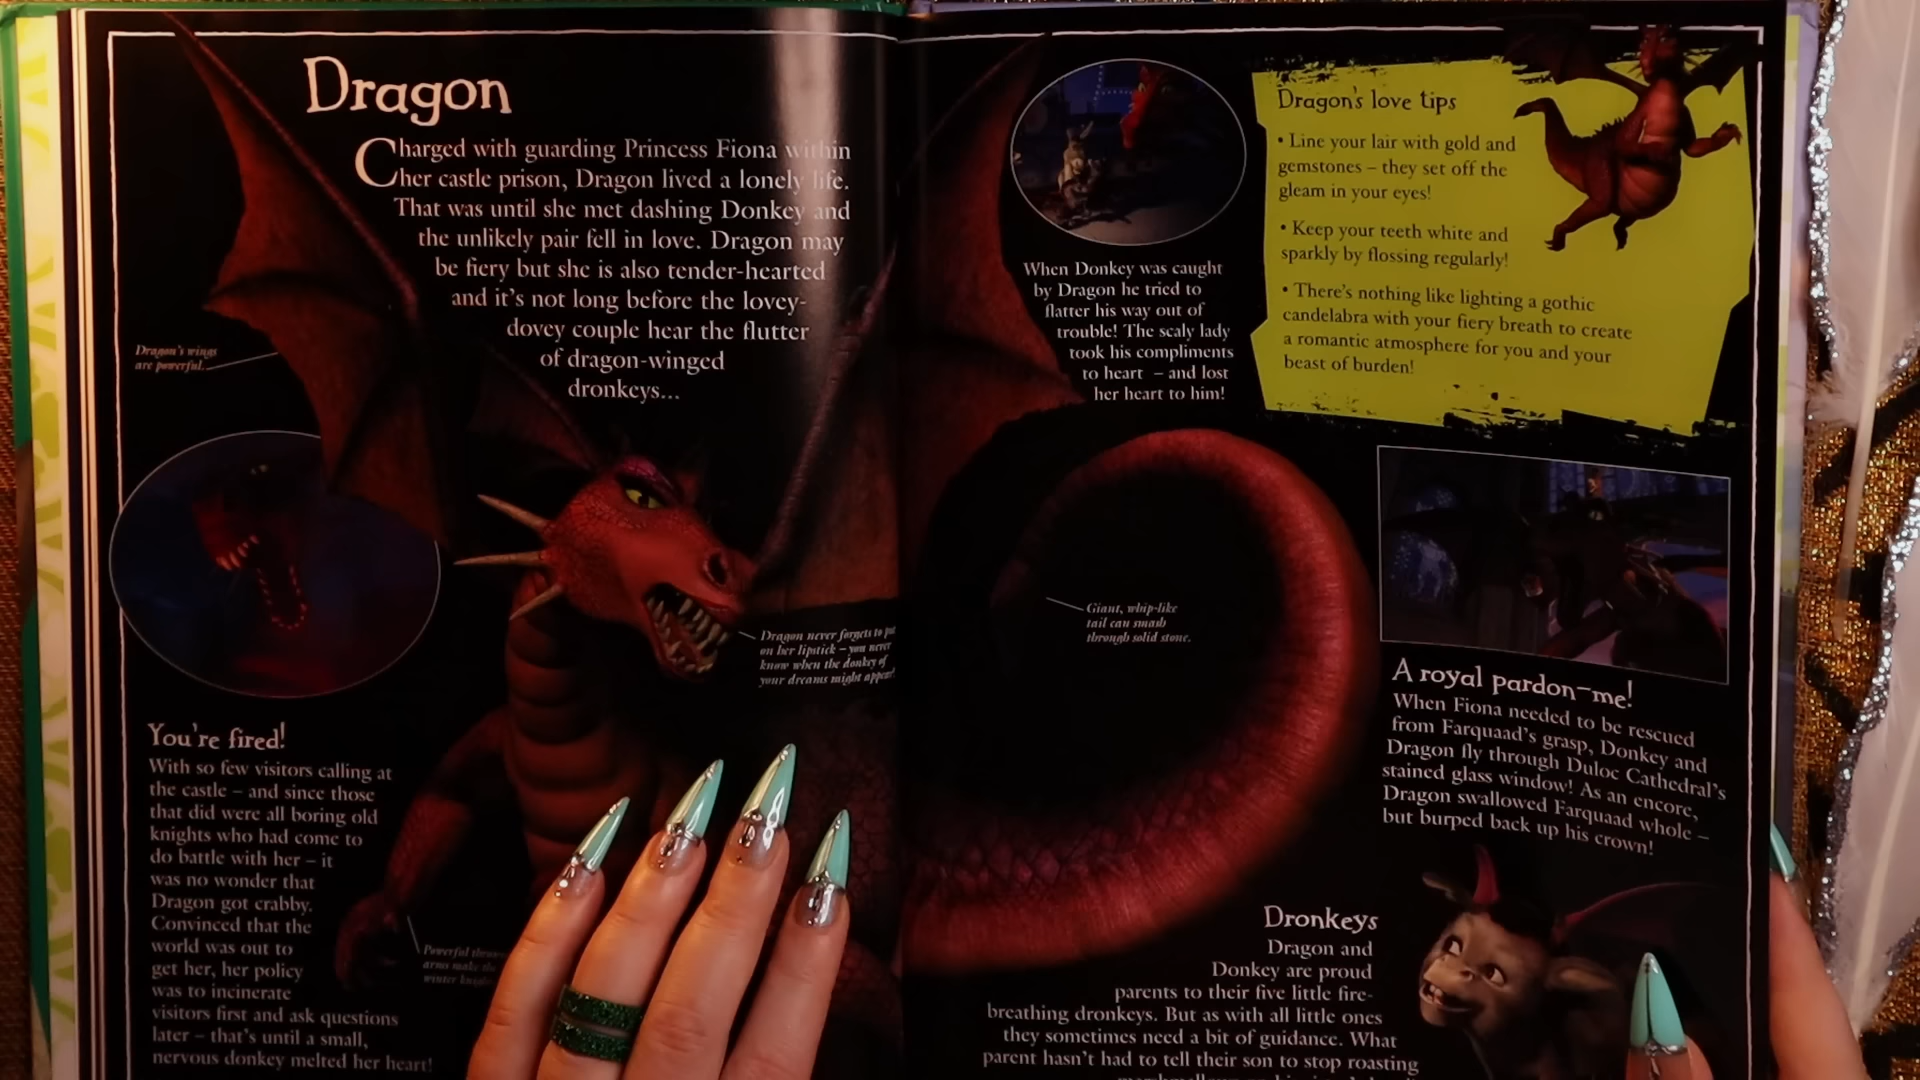 Dragon
Charged with guarding Princess Fiona within
her castle prison, Dragon lived a lonely life.
That was until she met dashing Donkey and
the unlikely pair fell in love. Dragon may
be fiery but she is also tender-hearted
and it's not long before the lovey-
dovey couple hear the flutter
of dragon-winged
dronkeys...
Dragon's wings
are powerful.
Dragon never forgets to put
on her lipstick – you never
know when the donkey of
your dreams might appear!
You're fired!
With so few visitors calling at
the castle – and since those
that did were all boring old
knights who had come to
do battle with her – it
was no wonder that
Dragon got crabby.
Convinced that the
world was out to
get her, her policy
was to incinerate
visitors first and ask questions
later – that's until a small,
nervous donkey melted her heart!
Powerful
arms make
winter
When Donkey was caught
by Dragon he tried to
flatter his way out of
trouble! The scaly lady
took his compliments
to heart – and lost
her heart to him!
Dragon's love tips
• Line your lair with gold and
gemstones – they set off the
gleam in your eyes!
• Keep your teeth white and
sparkly by flossing regularly!
• There's nothing like lighting a gothic
candelabra with your fiery breath to create
a romantic atmosphere for you and your
beast of burden!
Giant, whip-like
tail can smash
through solid stone.
A royal pardon-me!
When Fiona needed to be rescued
from Farquaad's grasp, Donkey and
Dragon fly through Duloc Cathedral's
stained glass window! As an encore,
Dragon swallowed Farquaad whole –
but burped back up his crown!
Dronkeys
Dragon and
Donkey are proud
parents to their five little fire-
breathing dronkeys. But as with all little ones
they sometimes need a bit of guidance. What
parent hasn't had to tell their son to stop roasting